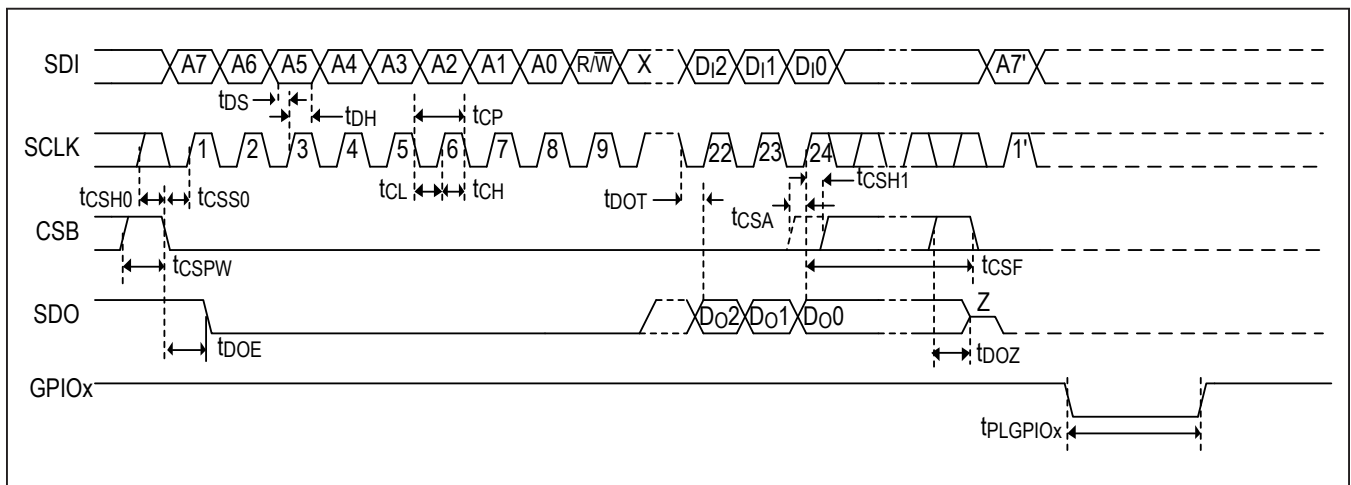 SDI A7 A6 A5 A4 A3 A2 A1 A0 R/W̅ X DI2 DI1 DI0 A7'
tDS tDH tCP
SCLK 1 2 3 4 5 6 7 8 9 22 23 24 1'
tCSH0 tCSS0 tCL tCH tDOT tCSA tCSH1
CSB
tCSPW tCSF
SDO DO2 DO1 DO0 Z
tDOE tDOZ
GPIOx
tPLGPIOx